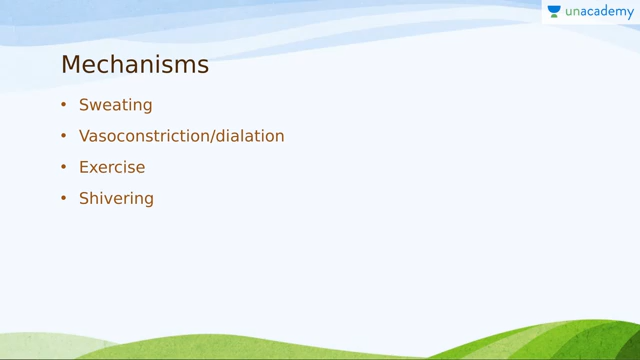 unacademy
Mechanisms
• Sweating
• Vasoconstriction/dialation
• Exercise
• Shivering